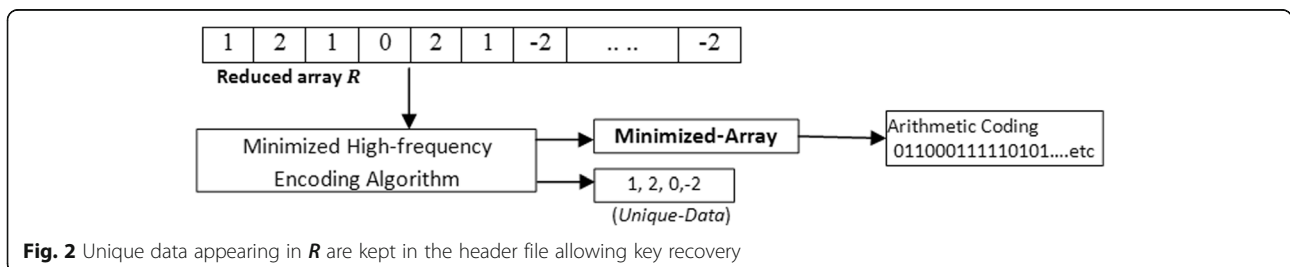 1 2 1 0 2 1 -2 .. .. -2
Reduced array R
Minimized High-frequency
Encoding Algorithm
Minimized-Array
Arithmetic Coding
011000111110101....etc
1, 2, 0,-2
(Unique-Data)
Fig. 2 Unique data appearing in R are kept in the header file allowing key recovery